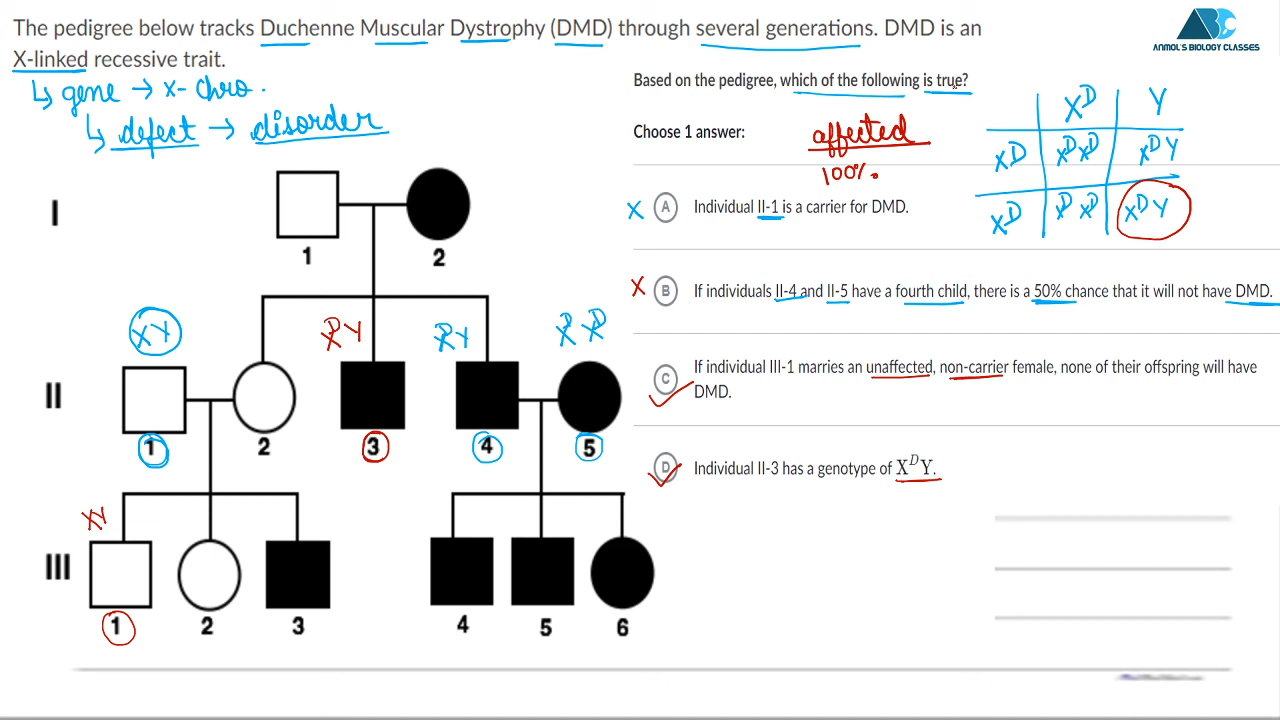 The pedigree below tracks Duchenne Muscular Dystrophy (DMD) through several generations. DMD is an
X-linked recessive trait.
ABC
ANMOL'S BIOLOGY CLASSES
↳ gene → x- chro.
↳ defect → disorder
Based on the pedigree, which of the following is true?
Choose 1 answer:
affected
100%.
X^D Y
X^D X^D X^D X^D Y
X^D X^D X^D X^D Y
X A Individual II-1 is a carrier for DMD.
X B If individuals II-4 and II-5 have a fourth child, there is a 50% chance that it will not have DMD.
C If individual III-1 marries an unaffected, non-carrier female, none of their offspring will have
DMD.
D Individual II-3 has a genotype of X^D Y.
I
1 2
XY X^D Y X^D Y X^D X^D
II
1 2 3 4 5
XY
III
1 2 3 4 5 6